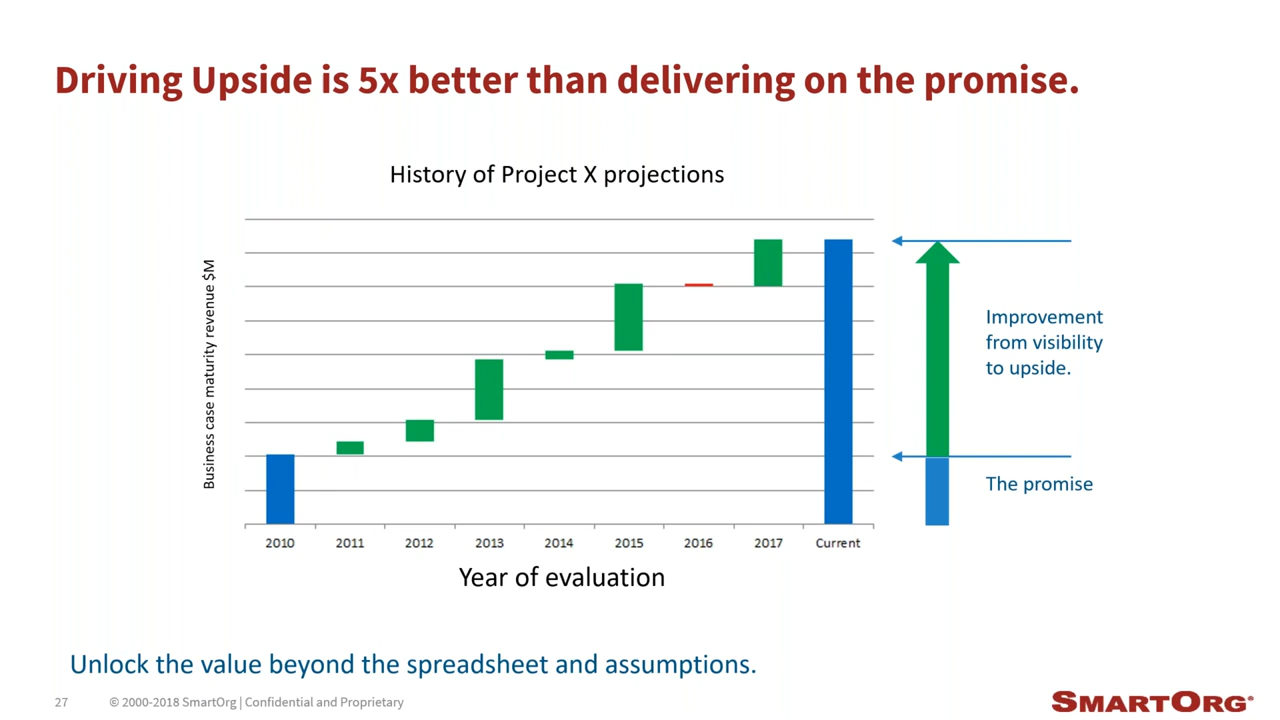 Driving Upside is 5x better than delivering on the promise.
History of Project X projections
Business case maturity revenue $M
Improvement
from visibility
to upside.
The promise
2010 2011 2012 2013 2014 2015 2016 2017 Current
Year of evaluation
Unlock the value beyond the spreadsheet and assumptions.
27 © 2000-2018 SmartOrg | Confidential and Proprietary
SMARTORG®